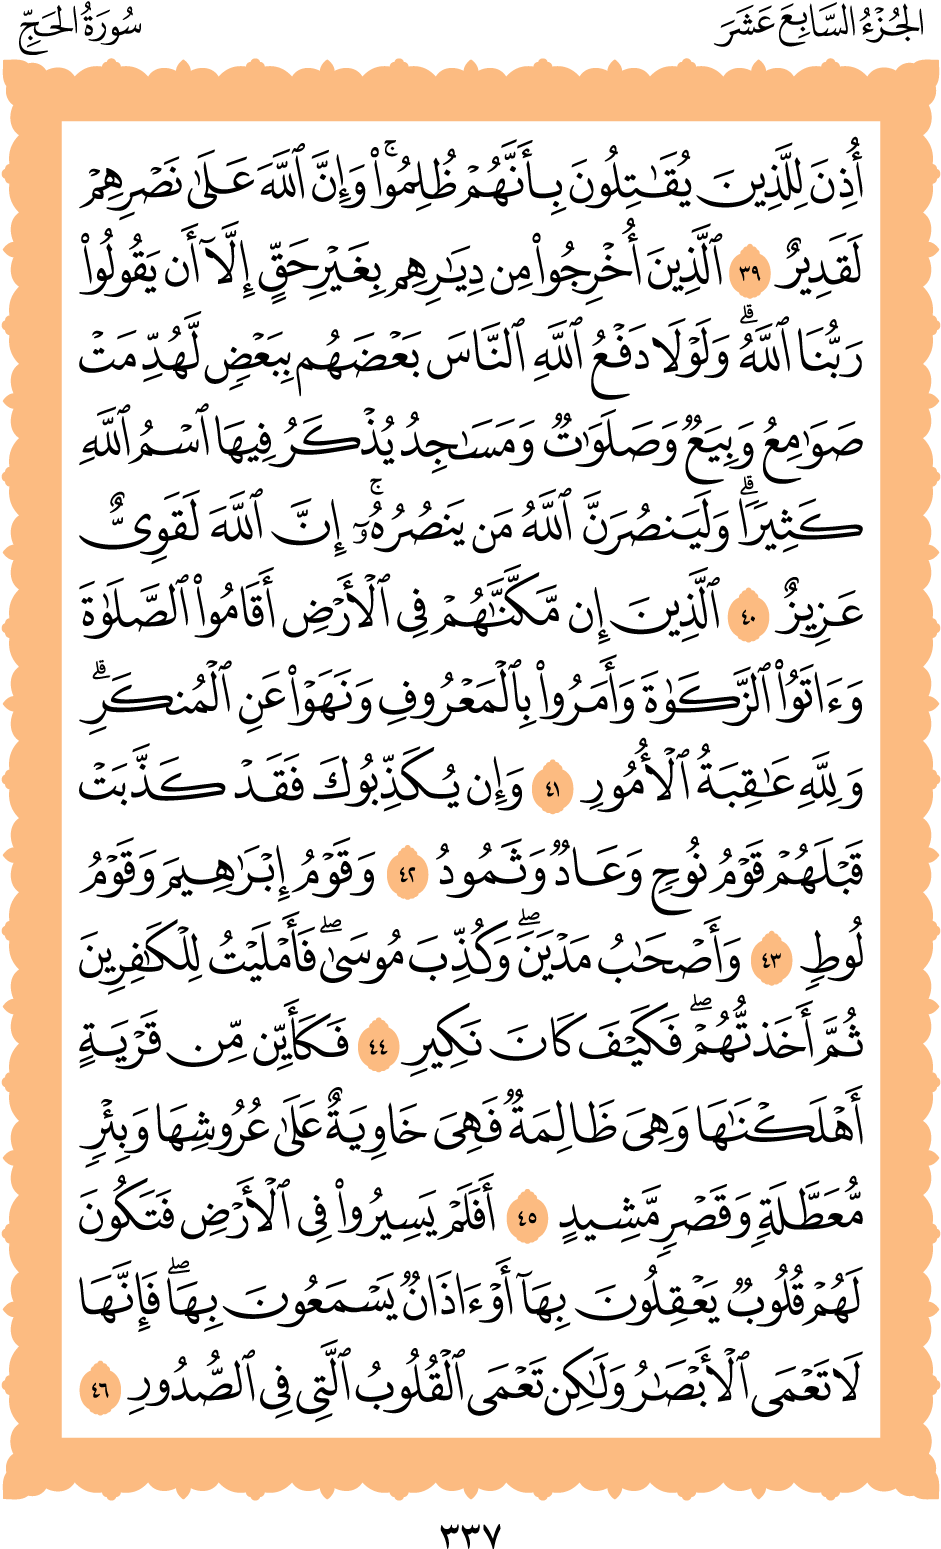 الجُزْءُ السَّابِعَ عَشَرَ
سُورَةُ الحَجِّ
أُذِنَ لِلَّذِينَ يُقَٰتَلُونَ بِأَنَّهُمۡ ظُلِمُواْۚ وَإِنَّ ٱللَّهَ عَلَىٰ نَصۡرِهِمۡ
لَقَدِيرٌ ٣٩ ٱلَّذِينَ أُخۡرِجُواْ مِن دِيَٰرِهِم بِغَيۡرِ حَقٍّ إِلَّآ أَن يَقُولُواْ
رَبُّنَا ٱللَّهُۗ وَلَوۡلَا دَفۡعُ ٱللَّهِ ٱلنَّاسَ بَعۡضَهُم بِبَعۡضٖ لَّهُدِّمَتۡ
صَوَٰمِعُ وَبِيَعٞ وَصَلَوَٰتٞ وَمَسَٰجِدُ يُذۡكَرُ فِيهَا ٱسۡمُ ٱللَّهِ
كَثِيرٗاۗ وَلَيَنصُرَنَّ ٱللَّهُ مَن يَنصُرُهُۥٓۚ إِنَّ ٱللَّهَ لَقَوِيٌّ
عَزِيزٌ ٤٠ ٱلَّذِينَ إِن مَّكَّنَّٰهُمۡ فِي ٱلۡأَرۡضِ أَقَامُواْ ٱلصَّلَوٰةَ
وَءَاتَوُاْ ٱلزَّكَوٰةَ وَأَمَرُواْ بِٱلۡمَعۡرُوفِ وَنَهَوۡاْ عَنِ ٱلۡمُنكَرِۗ
وَلِلَّهِ عَٰقِبَةُ ٱلۡأُمُورِ ٤١ وَإِن يُكَذِّبُوكَ فَقَدۡ كَذَّبَتۡ
قَبۡلَهُمۡ قَوۡمُ نُوحٖ وَعَادٞ وَثَمُودُ ٤٢ وَقَوۡمُ إِبۡرَٰهِيمَ وَقَوۡمُ
لُوطٖ ٤٣ وَأَصۡحَٰبُ مَدۡيَنَۖ وَكُذِّبَ مُوسَىٰۖ فَأَمۡلَيۡتُ لِلۡكَٰفِرِينَ
ثُمَّ أَخَذتُّهُمۡۖ فَكَيۡفَ كَانَ نَكِيرِ ٤٤ فَكَأَيِّن مِّن قَرۡيَةٍ
أَهۡلَكۡنَٰهَا وَهِيَ ظَالِمَةٞ فَهِيَ خَاوِيَةٌ عَلَىٰ عُرُوشِهَا وَبِئۡرٖ
مُّعَطَّلَةٖ وَقَصۡرٖ مَّشِيدٍ ٤٥ أَفَلَمۡ يَسِيرُواْ فِي ٱلۡأَرۡضِ فَتَكُونَ
لَهُمۡ قُلُوبٞ يَعۡقِلُونَ بِهَآ أَوۡ ءَاذَانٞ يَسۡمَعُونَ بِهَاۖ فَإِنَّهَا
لَا تَعۡمَى ٱلۡأَبۡصَٰرُ وَلَٰكِن تَعۡمَى ٱلۡقُلُوبُ ٱلَّتِي فِي ٱلصُّدُورِ ٤٦
٣٣٧